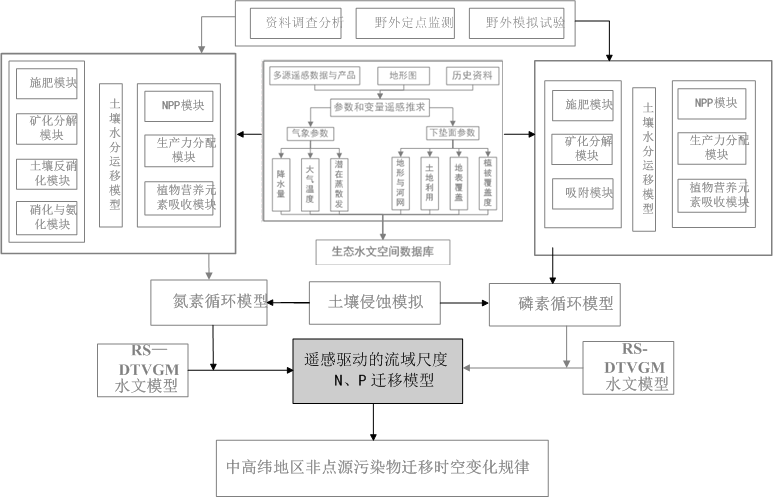 资料调查分析
野外定点监测
野外模拟试验
施肥模块
矿化分解
模块
土壤反硝
化模块
硝化与氨
化模块
土壤水分运移模型
NPP模块
生产力分配
模块
植物营养元
素吸收模块
多源遥感数据与产品
地形图
历史资料
参数和变量遥感推求
气象参数
下垫面参数
降水量
大气温度
潜在蒸散发
地形与河网
土地利用
地表覆盖
植被覆盖度
生态水文空间数据库
施肥模块
矿化分解
模块
吸附模块
土壤水分运移模型
NPP模块
生产力分配
模块
植物营养元
素吸收模块
氮素循环模型
土壤侵蚀模拟
磷素循环模型
RS—
DTVGM
水文模型
遥感驱动的流域尺度
N、P 迁移模型
RS-
DTVGM
水文模型
中高纬地区非点源污染物迁移时空变化规律